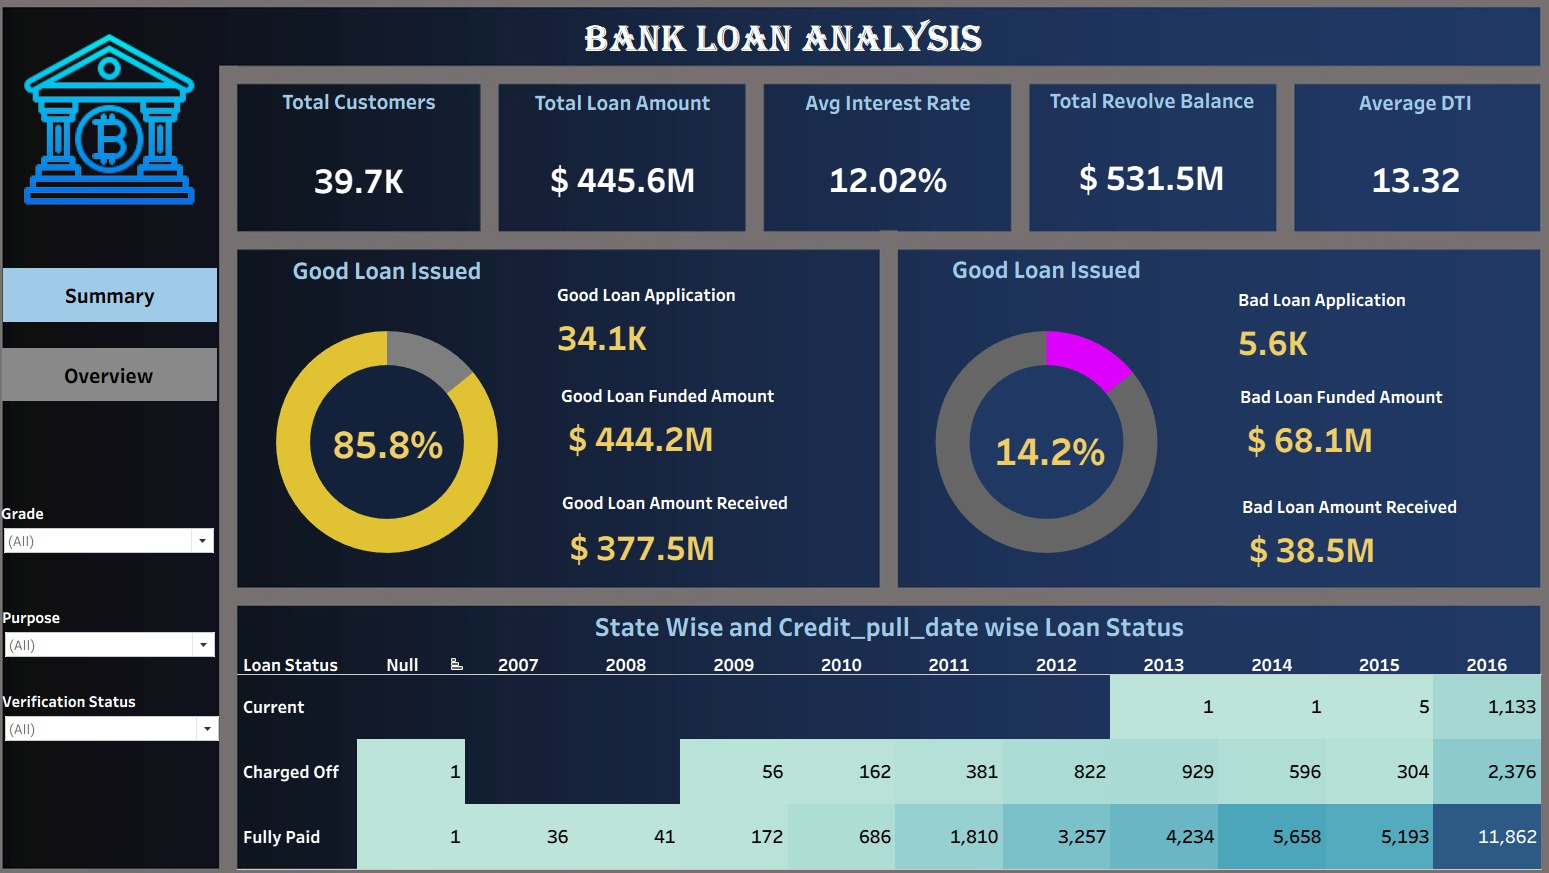 BANK LOAN ANALYSIS
Summary
Overview
Grade
(All)
Purpose
(All)
Verification Status
(All)
Total Customers
39.7K
Total Loan Amount
$ 445.6M
Avg Interest Rate
12.02%
Total Revolve Balance
$ 531.5M
Average DTI
13.32
Good Loan Issued
85.8%
Good Loan Application
34.1K
Good Loan Funded Amount
$ 444.2M
Good Loan Amount Received
$ 377.5M
Good Loan Issued
14.2%
Bad Loan Application
5.6K
Bad Loan Funded Amount
$ 68.1M
Bad Loan Amount Received
$ 38.5M
State Wise and Credit_pull_date wise Loan Status
Loan Status Null 2007 2008 2009 2010 2011 2012 2013 2014 2015 2016
Current 1 1 5 1,133
Charged Off 1 56 162 381 822 929 596 304 2,376
Fully Paid 1 36 41 172 686 1,810 3,257 4,234 5,658 5,193 11,862